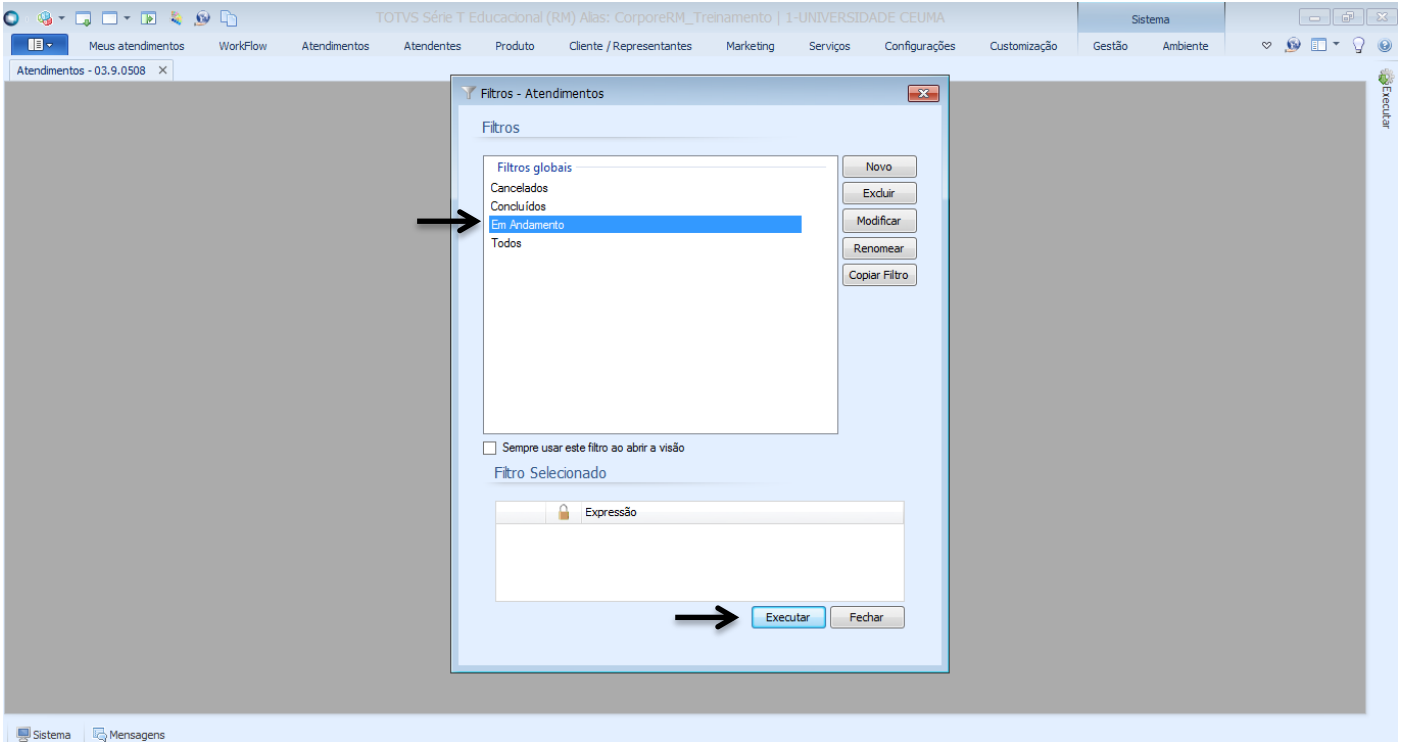 TOTVS Série T Educacional (RM) Alias: CorporeRM_Treinamento | 1-UNIVERSIDADE CEUMA
Sistema
Meus atendimentos WorkFlow Atendimentos Atendentes Produto Cliente / Representantes Marketing Serviços Configurações Customização Gestão Ambiente
Atendimentos - 03.9.0508
Executar
Filtros - Atendimentos
Filtros
Filtros globais
Cancelados
Concluídos
Em Andamento
Todos
Novo
Excluir
Modificar
Renomear
Copiar Filtro
Sempre usar este filtro ao abrir a visão
Filtro Selecionado
Expressão
Executar Fechar
Sistema Mensagens